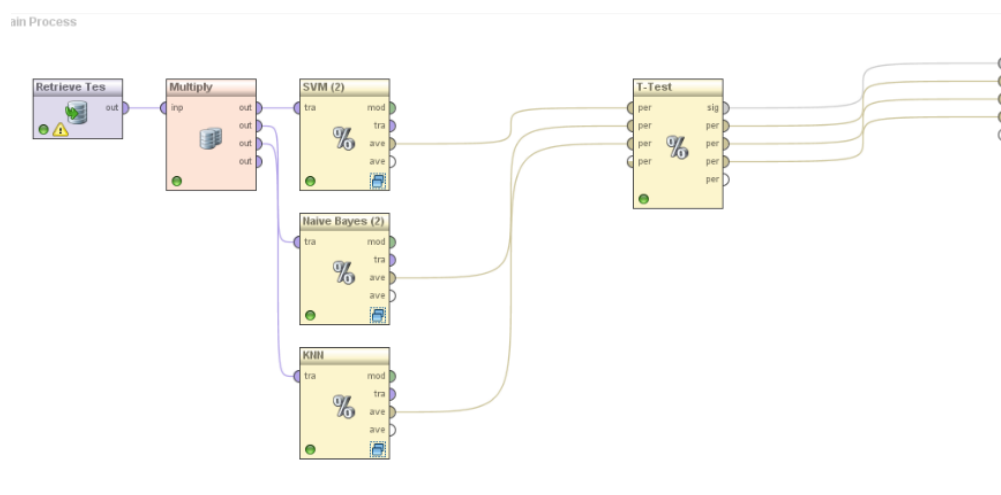 ain Process
Retrieve Tes
out
Multiply
inp out
out
out
out
SVM (2)
tra mod
tra
ave
ave
T-Test
per sig
per per
per per
per per
per
Naive Bayes (2)
tra mod
tra
ave
ave
KNN
tra mod
tra
ave
ave